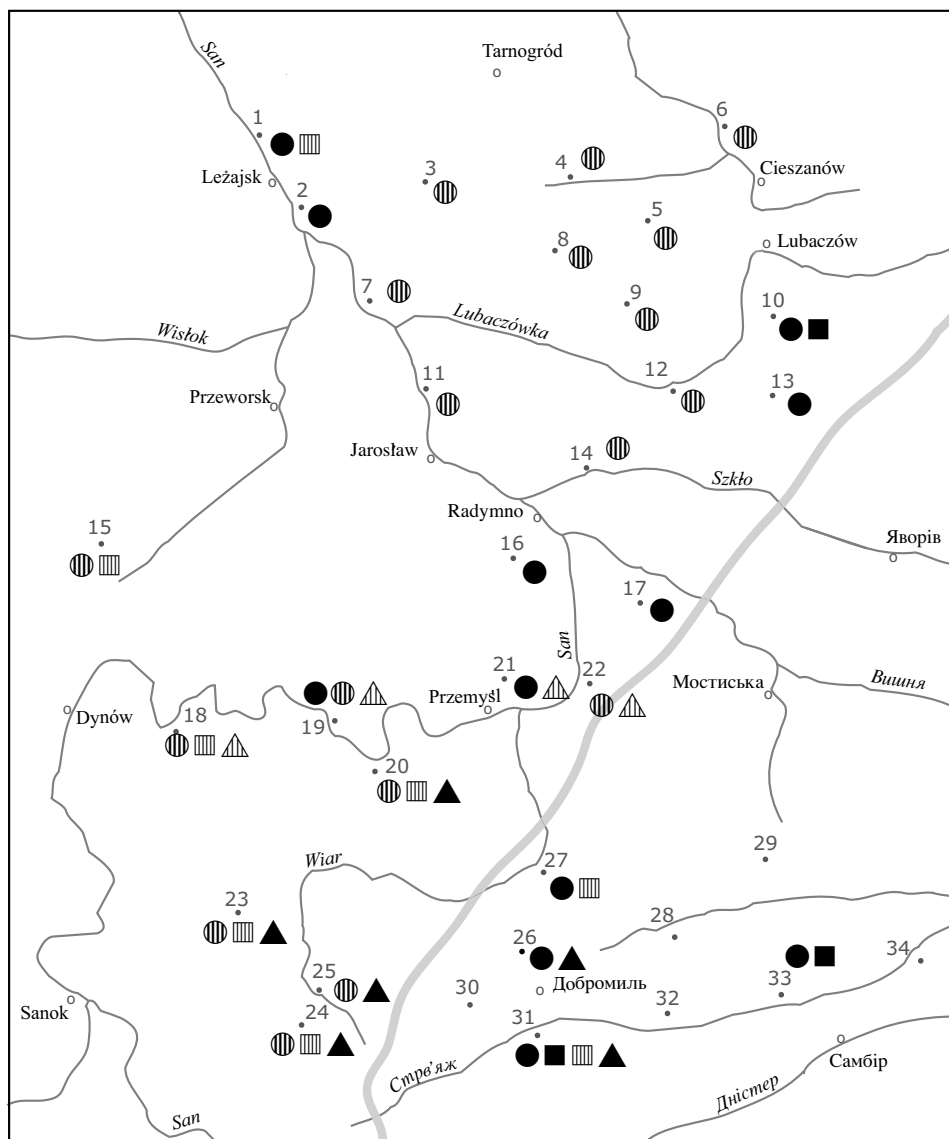 San
Tarnogród
1
6
Leżajsk
3
4
Cieszanów
2
5
8
Lubaczów
7
9
10
Wisłok
Lubaczówka
11
12
13
Przeworsk
Jarosław
14
Szkło
Radymno
15
16
Яворів
17
San
21
22
Мостиська
Вишня
Dynów
18
19
Przemyśl
20
Wiar
27
29
23
28
26
34
25
30
Добромиль
33
Sanok
24
31
32
Стрв'яж
Самбір
Дністер
San